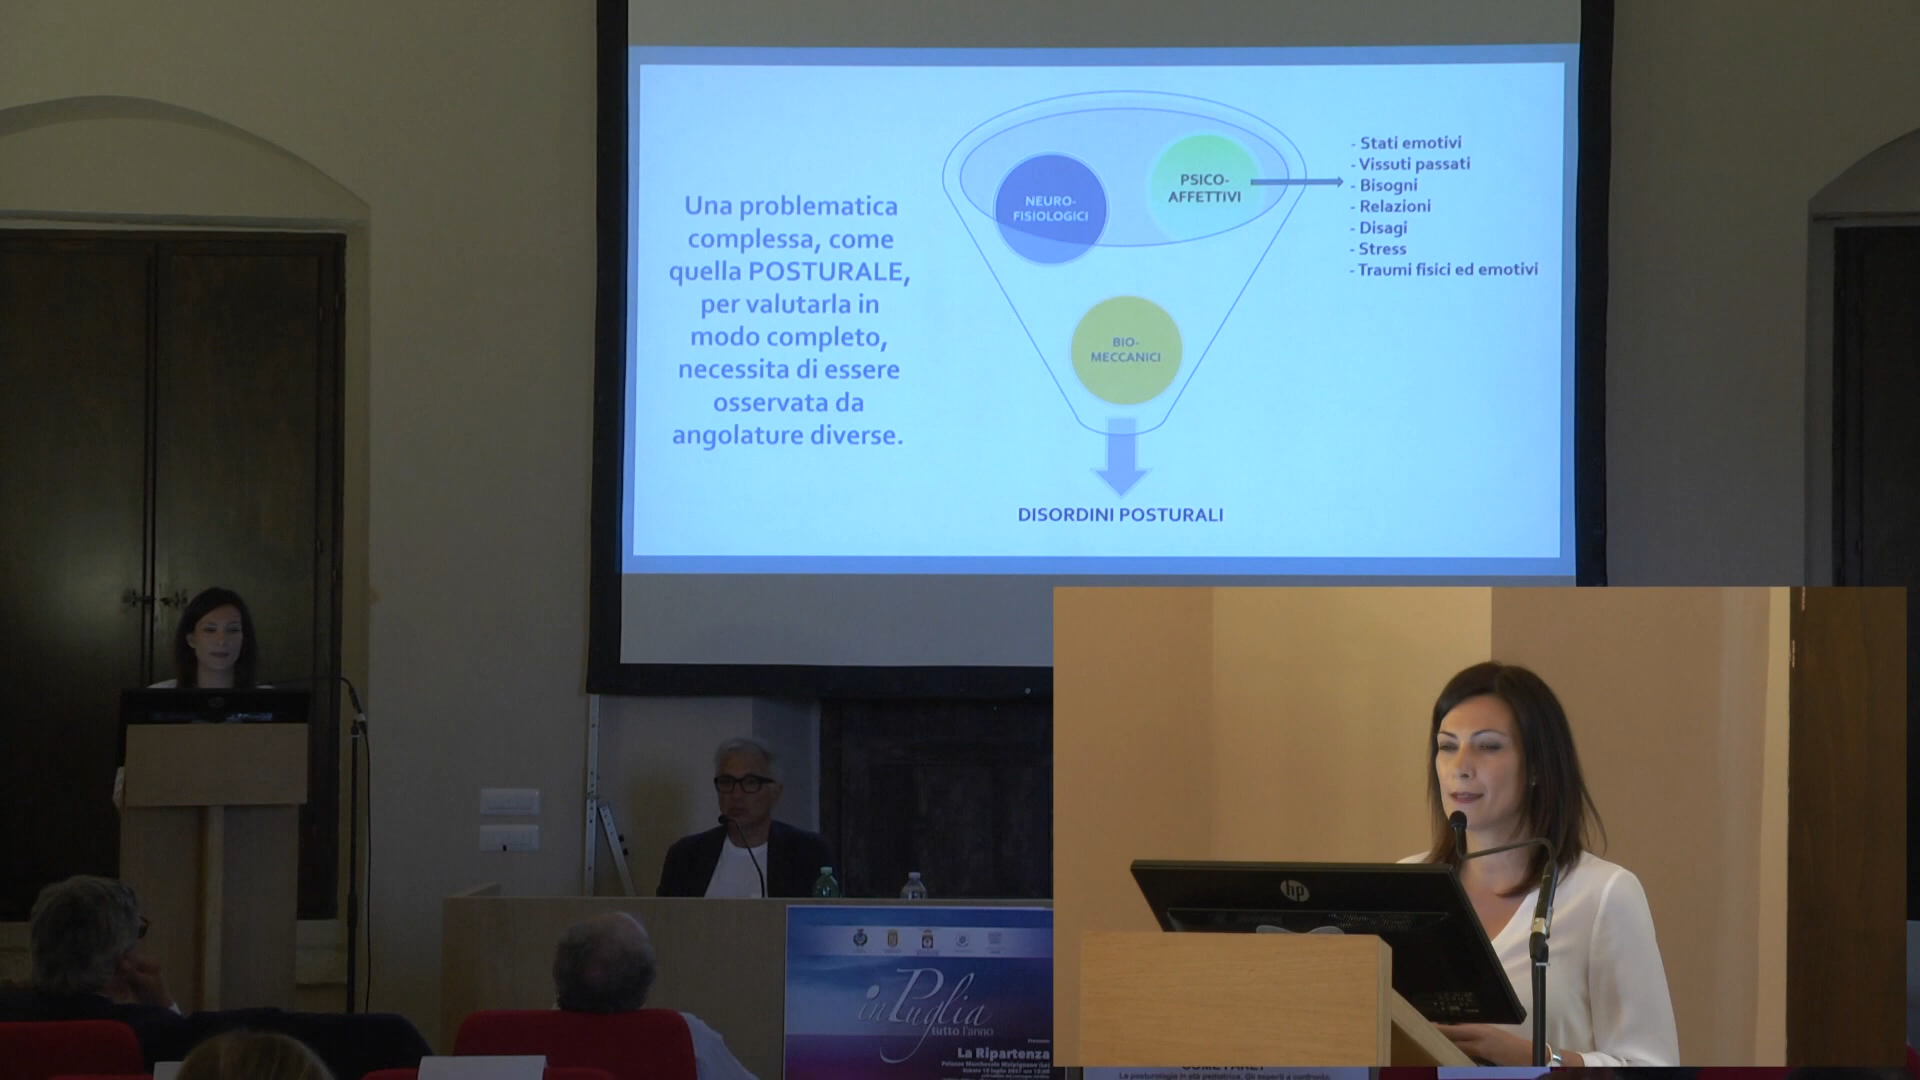 Una problematica
complessa, come
quella POSTURALE,
per valutarla in
modo completo,
necessita di essere
osservata da
angolature diverse.
NEURO-
FISIOLOGICI
PSICO-
AFFETTIVI
BIO-
MECCANICI
- Stati emotivi
- Vissuti passati
- Bisogni
- Relazioni
- Disagi
- Stress
- Traumi fisici ed emotivi
DISORDINI POSTURALI
hp
in Puglia
tutto l'anno
La Ripartenza